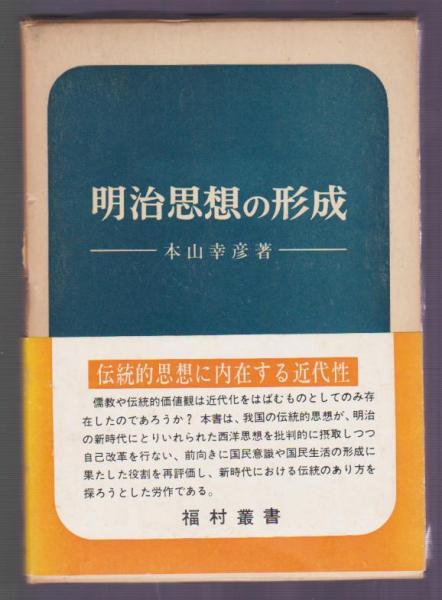 明治思想の形成
本山幸彦著
伝統的思想に内在する近代性
儒教や伝統的価値観は近代化をはばむものとしてのみ存
在したのであろうか? 本書は、我国の伝統的思想が、明治
の新時代にとりいれられた西洋思想を批判的に摂取しつつ
自己改革を行ない、前向きに国民意識や国民生活の形成に
果たした役割を再評価し、新時代における伝統のあり方を
探ろうとした労作である。
福村叢書